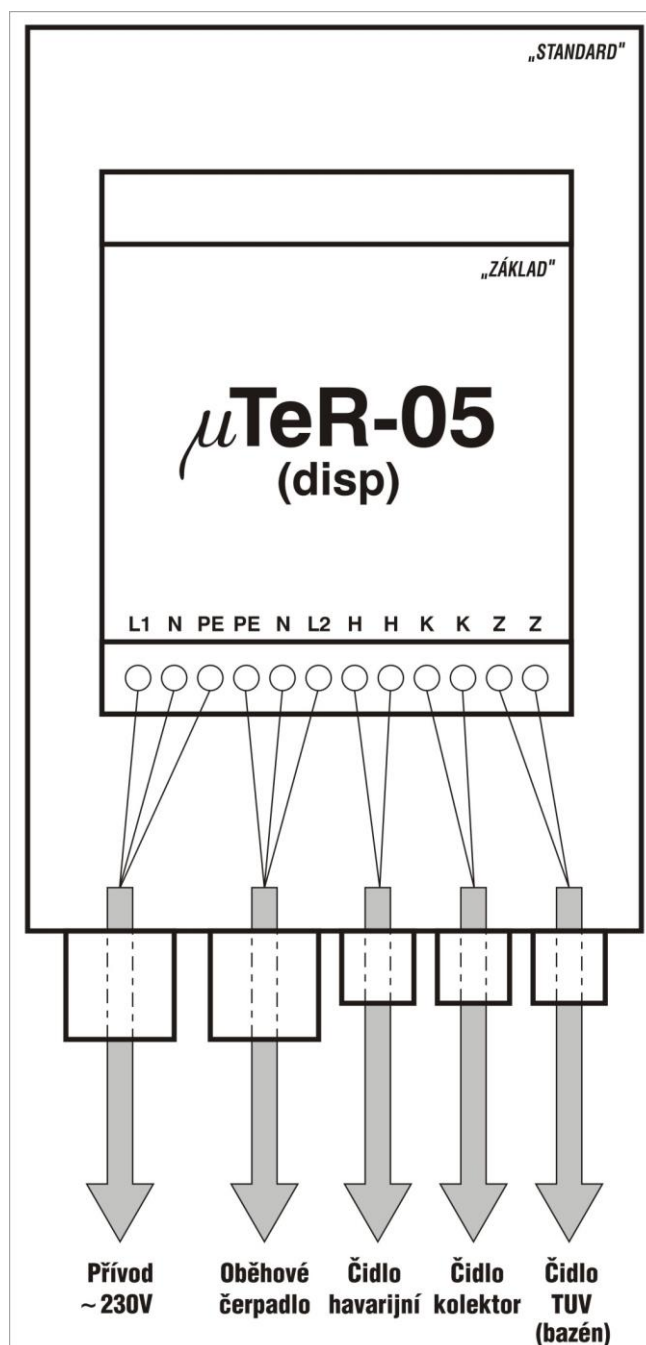 „STANDARD"
„ZÁKLAD"
μTeR-05
(disp)
L1 N PE PE N L2 H H K K Z Z
Přívod
~ 230V
Oběhové
čerpadlo
Čidlo
havarijní
Čidlo
kolektor
Čidlo
TUV
(bazén)